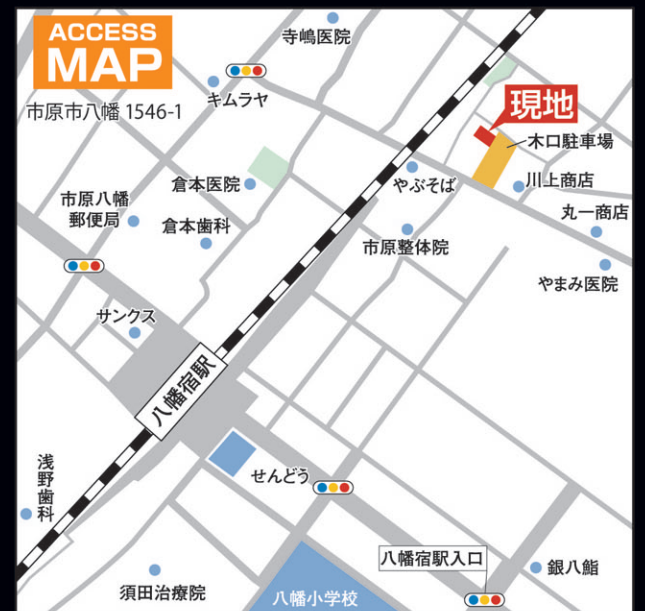 ACCESS
MAP
市原市八幡 1546-1
寺嶋医院
キムラヤ
現地
木口駐車場
やぶそば
川上商店
倉本医院
市原八幡
郵便局
丸一商店
倉本歯科
市原整体院
やまみ医院
サンクス
八幡宿駅
浅野歯科
せんどう
八幡宿駅入口
銀八鮨
須田治療院
八幡小学校